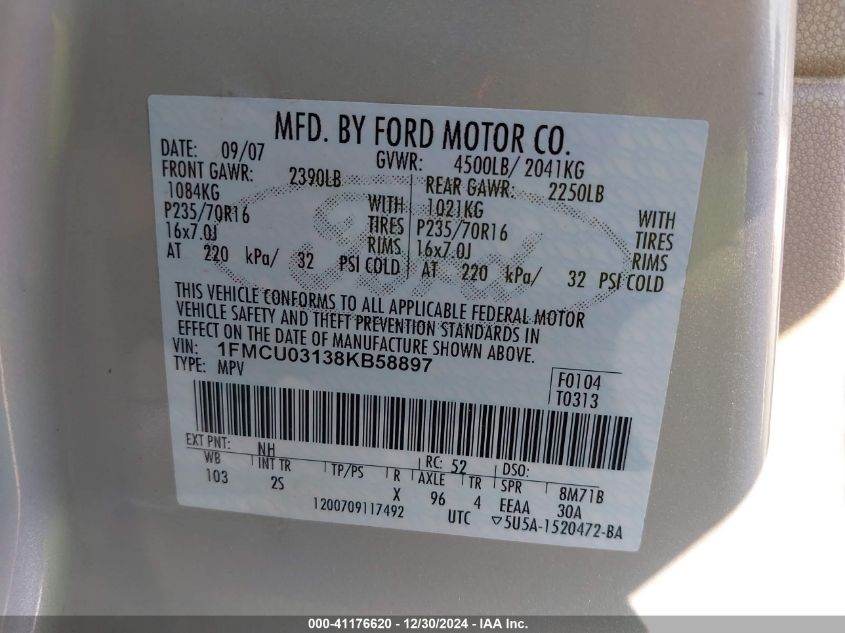 MFD. BY FORD MOTOR CO.
DATE: 09/07 GVWR: 4500LB/ 2041KG
FRONT GAWR: 2390LB REAR GAWR: 2250LB
1084KG WITH 1021KG WITH
P235/70R16 TIRES P235/70R16 TIRES
16x7.0J RIMS 16x7.0J RIMS
AT 220 kPa/ 32 PSI COLD AT 220 kPa/ 32 PSI COLD
Ford
THIS VEHICLE CONFORMS TO ALL APPLICABLE FEDERAL MOTOR
VEHICLE SAFETY AND THEFT PREVENTION STANDARDS IN
EFFECT ON THE DATE OF MANUFACTURE SHOWN ABOVE.
VIN: 1FMCU03138KB58897
TYPE: MPV
F0104
T0313
EXT PNT: NH RC: 52 DSO:
WB INT TR TP/PS R AXLE TR SPR 8M71B
103 2S X 96 4 EEAA 30A
1200709117492 UTC ▽5U5A-1520472-BA
000-41176620 - 12/30/2024 - IAA Inc.